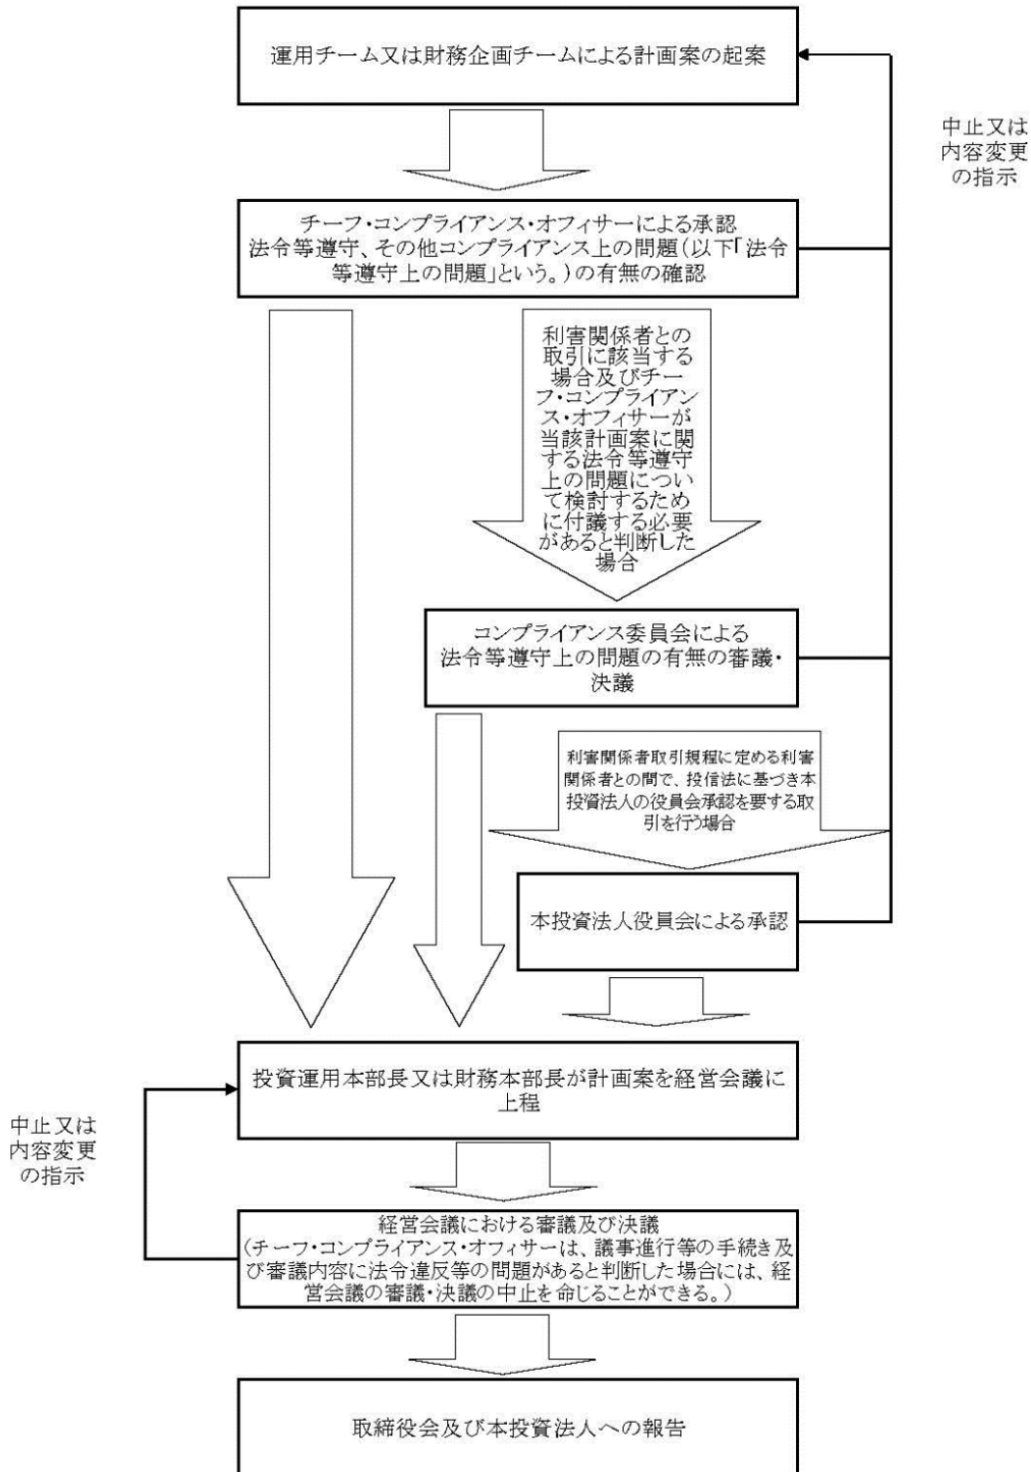 運用チーム又は財務企画チームによる計画案の起案
中止又は
内容変更
の指示
チーフ・コンプライアンス・オフィサーによる承認
法令等遵守、その他コンプライアンス上の問題(以下「法令
等遵守上の問題」という。)の有無の確認
利害関係者との
取引に該当する
場合及びチー
フ・コンプライアン
ス・オフィサーが
当該計画案に関
する法令等遵守
上の問題につい
て検討するため
に付議する必要
があると判断した
場合
コンプライアンス委員会による
法令等遵守上の問題の有無の審議・
決議
利害関係者取引規程に定める利害
関係者との間で、投信法に基づき本
投資法人の役員会承認を要する取
引を行う場合
本投資法人役員会による承認
投資運用本部長又は財務本部長が計画案を経営会議に
上程
中止又は
内容変更
の指示
経営会議における審議及び決議
(チーフ・コンプライアンス・オフィサーは、議事進行等の手続き及
び審議内容に法令違反等の問題があると判断した場合には、経
営会議の審議・決議の中止を命じることができる。)
取締役会及び本投資法人への報告